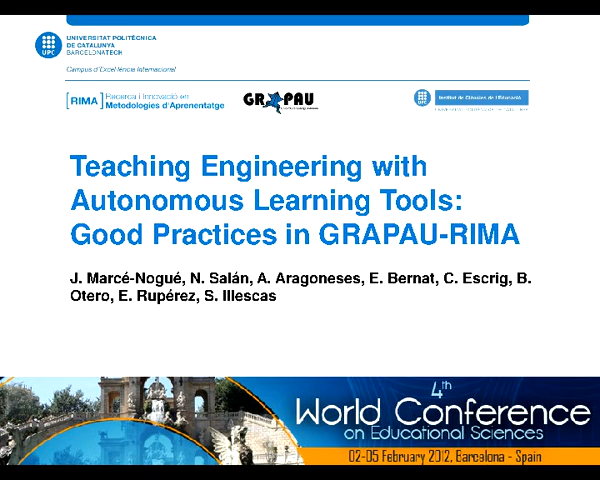 UNIVERSITAT POLITÈCNICA
DE CATALUNYA
BARCELONATECH
UPC
Campus d'Excel·lència Internacional
[RIMA] Recerca i Innovació en
Metodologies d'Aprenentatge
GRAPAU
UPC
Institut de Ciències de l'Educació
Teaching Engineering with
Autonomous Learning Tools:
Good Practices in GRAPAU-RIMA
J. Marcé-Nogué, N. Salán, A. Aragoneses, E. Bernat, C. Escrig, B.
Otero, E. Rupérez, S. Illescas
4th
World Conference
on Educational Sciences
02-05 February 2012, Barcelona - Spain